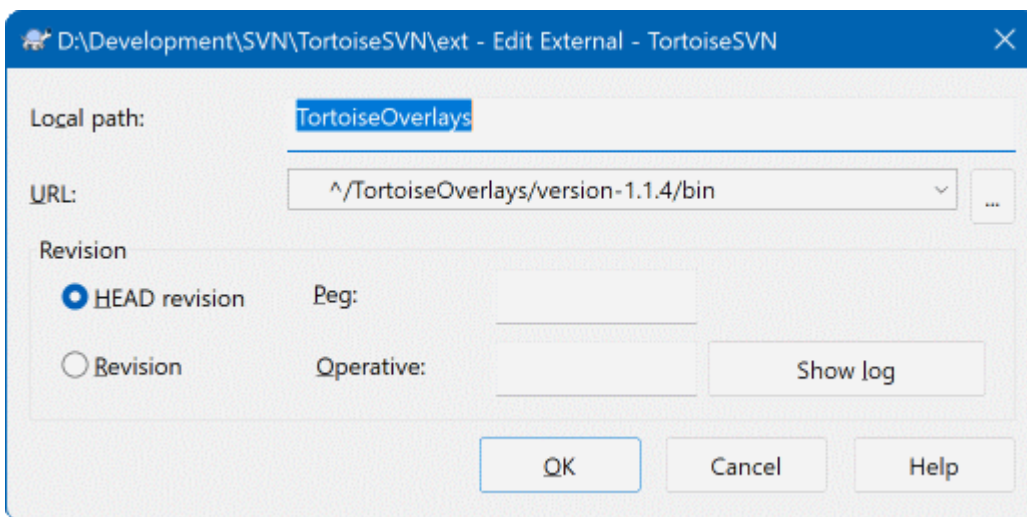 D:\Development\SVN\TortoiseSVN\ext - Edit External - TortoiseSVN
Local path: TortoiseOverlays
URL: ^/TortoiseOverlays/version-1.1.4/bin ...
Revision
HEAD revision Peg:
Revision Operative: Show log
OK Cancel Help